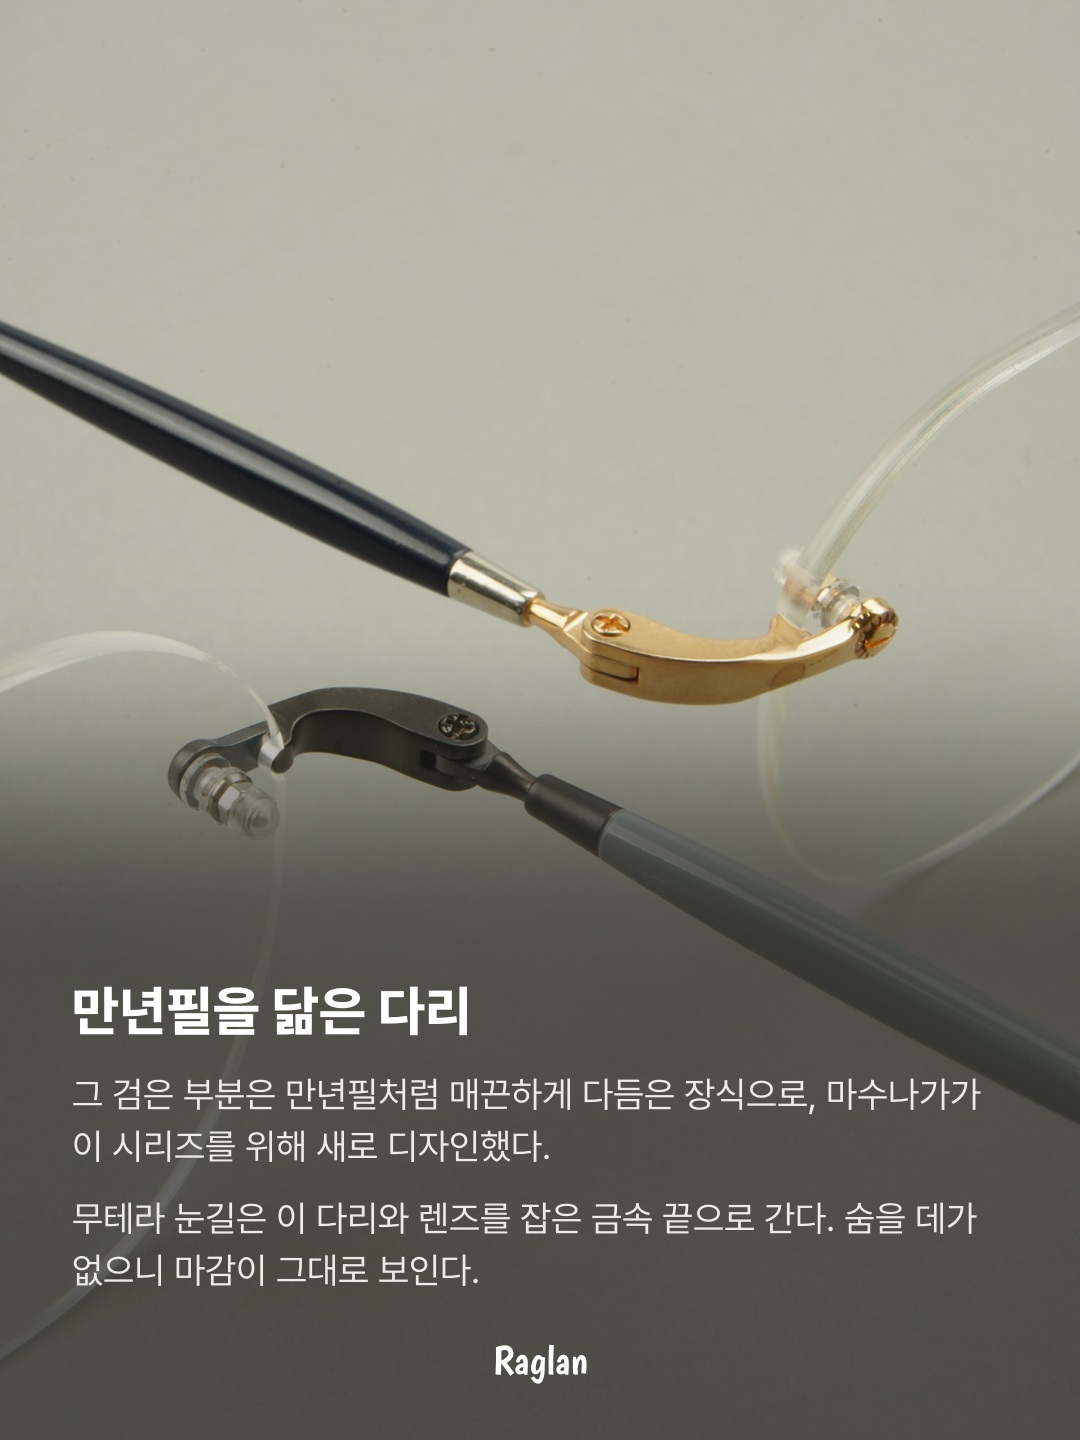 만년필을 닮은 다리
그 검은 부분은 만년필처럼 매끈하게 다듬은 장식으로, 마수나가가
이 시리즈를 위해 새로 디자인했다.
무테라 눈길은 이 다리와 렌즈를 잡은 금속 끝으로 간다. 숨을 데가
없으니 마감이 그대로 보인다.
Raglan